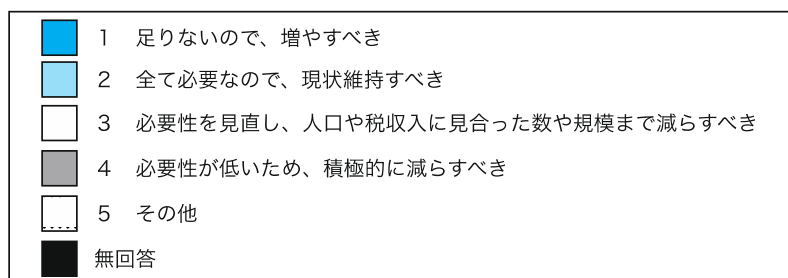 1 足りないので、増やすべき
2 全て必要なので、現状維持すべき
3 必要性を見直し、人口や税収入に見合った数や規模まで減らすべき
4 必要性が低いため、積極的に減らすべき
5 その他
無回答